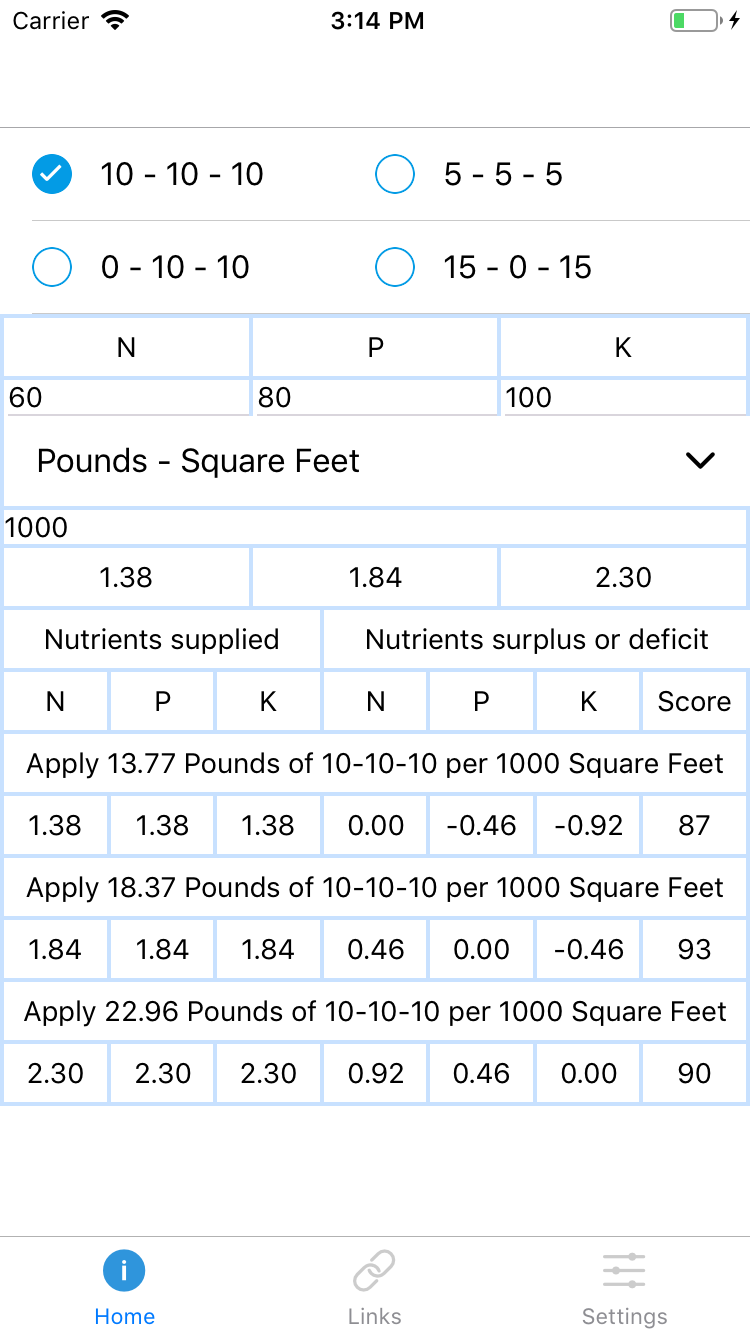 Carrier 3:14 PM
10 - 10 - 10 5 - 5 - 5
0 - 10 - 10 15 - 0 - 15
N P K
60 80 100
Pounds - Square Feet
1000
1.38 1.84 2.30
Nutrients supplied Nutrients surplus or deficit
N P K N P K Score
Apply 13.77 Pounds of 10-10-10 per 1000 Square Feet
1.38 1.38 1.38 0.00 -0.46 -0.92 87
Apply 18.37 Pounds of 10-10-10 per 1000 Square Feet
1.84 1.84 1.84 0.46 0.00 -0.46 93
Apply 22.96 Pounds of 10-10-10 per 1000 Square Feet
2.30 2.30 2.30 0.92 0.46 0.00 90
Home Links Settings